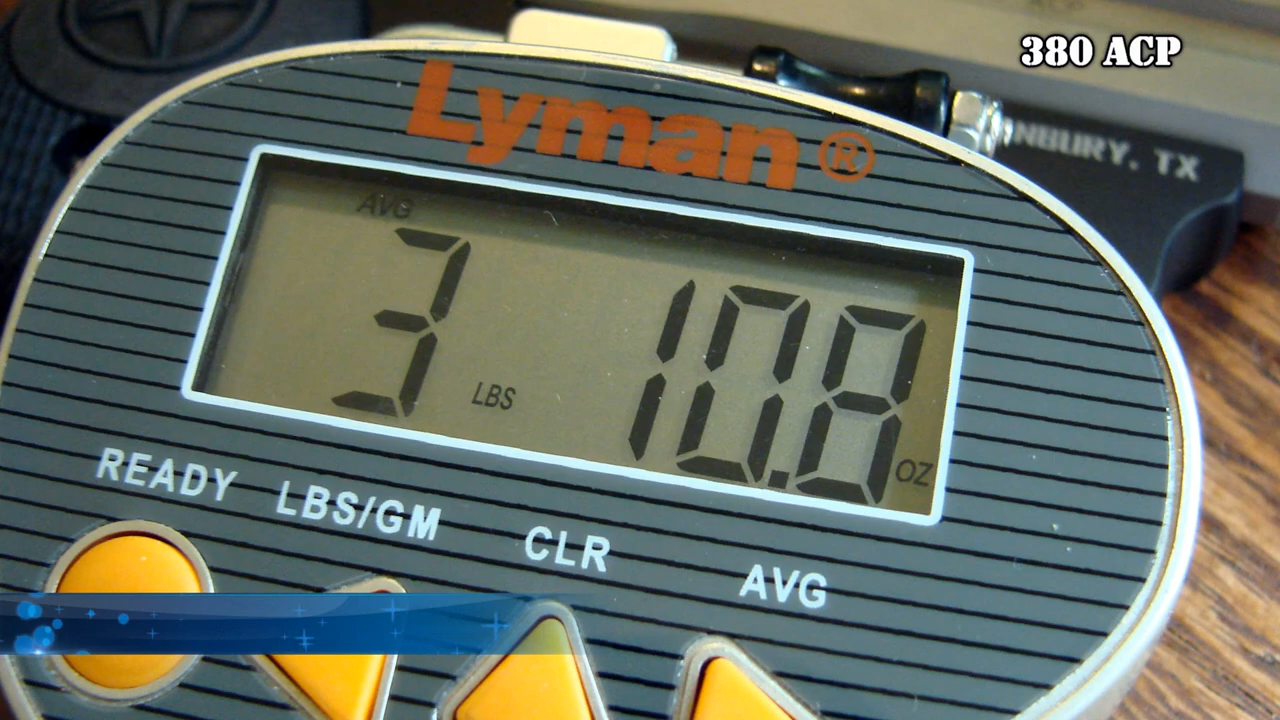 380 ACP
Lyman®
NBURY, TX
AVG
3 LBS 10.8 OZ
READY LBS/GM CLR AVG